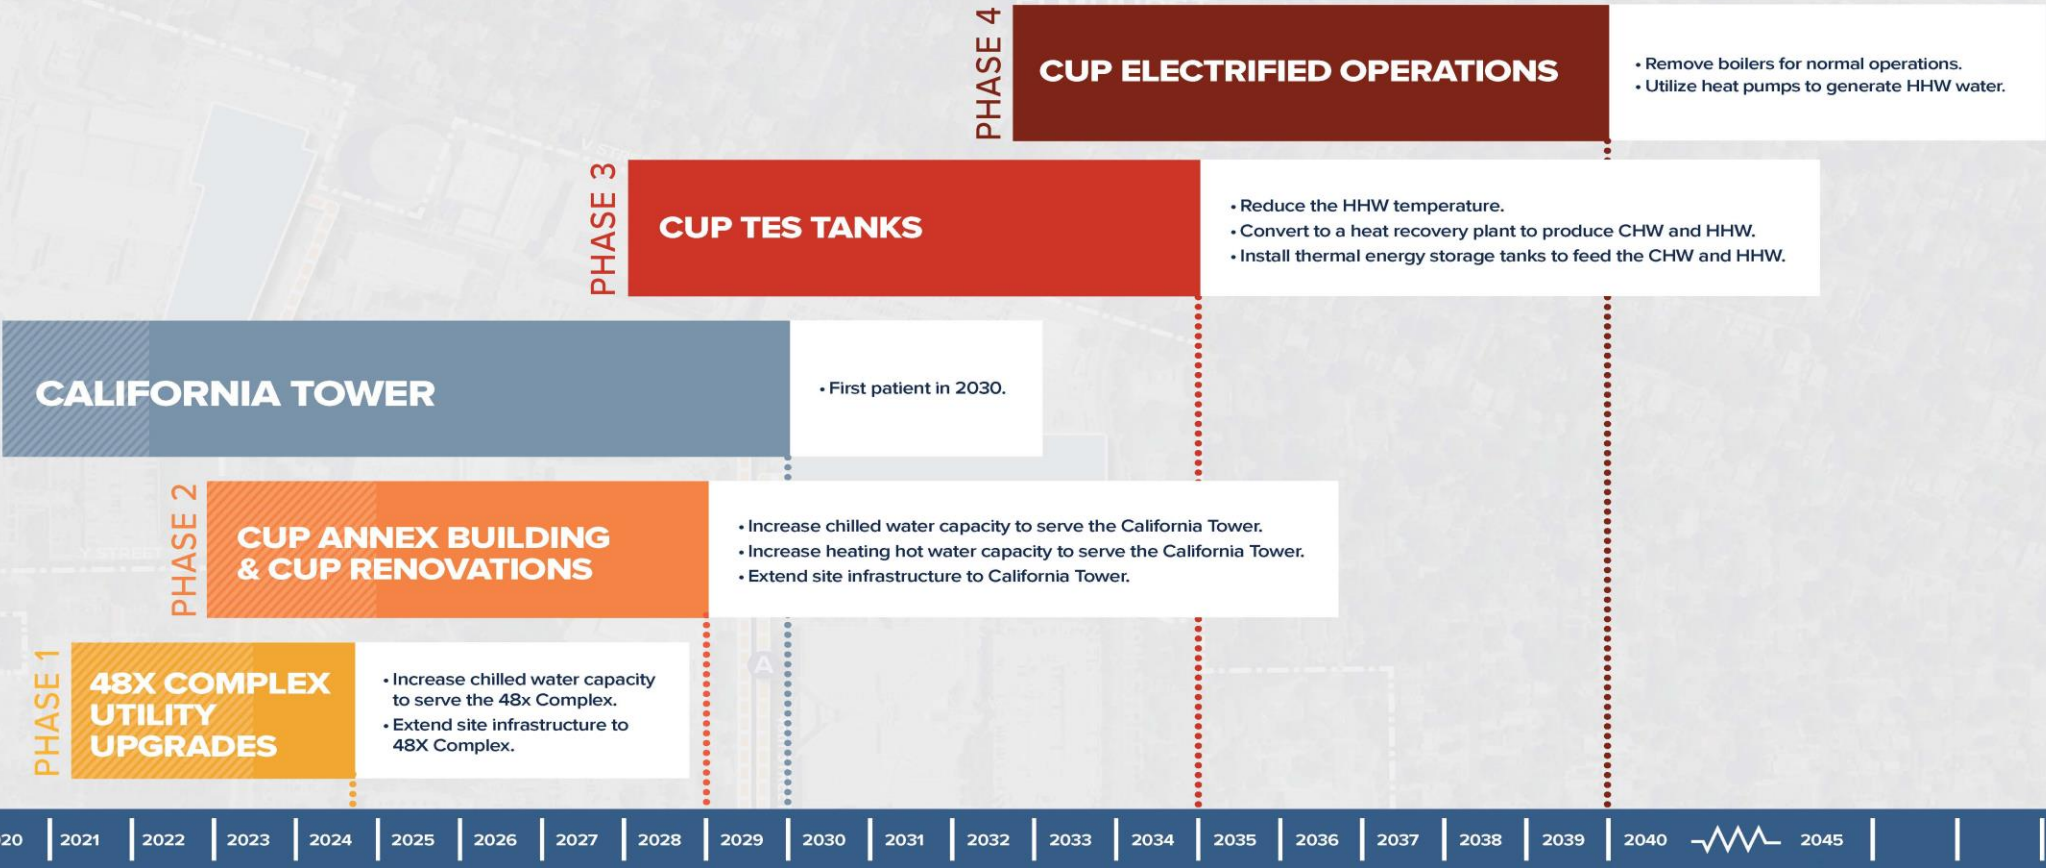 PHASE 4
CUP ELECTRIFIED OPERATIONS
• Remove boilers for normal operations.
• Utilize heat pumps to generate HHW water.
PHASE 3
CUP TES TANKS
• Reduce the HHW temperature.
• Convert to a heat recovery plant to produce CHW and HHW.
• Install thermal energy storage tanks to feed the CHW and HHW.
CALIFORNIA TOWER
• First patient in 2030.
PHASE 2
CUP ANNEX BUILDING
& CUP RENOVATIONS
• Increase chilled water capacity to serve the California Tower.
• Increase heating hot water capacity to serve the California Tower.
• Extend site infrastructure to California Tower.
Y STREET
A
PHASE 1
48X COMPLEX
UTILITY
UPGRADES
• Increase chilled water capacity
to serve the 48x Complex.
• Extend site infrastructure to
48X Complex.
20 2021 2022 2023 2024 2025 2026 2027 2028 2029 2030 2031 2032 2033 2034 2035 2036 2037 2038 2039 2040 2045